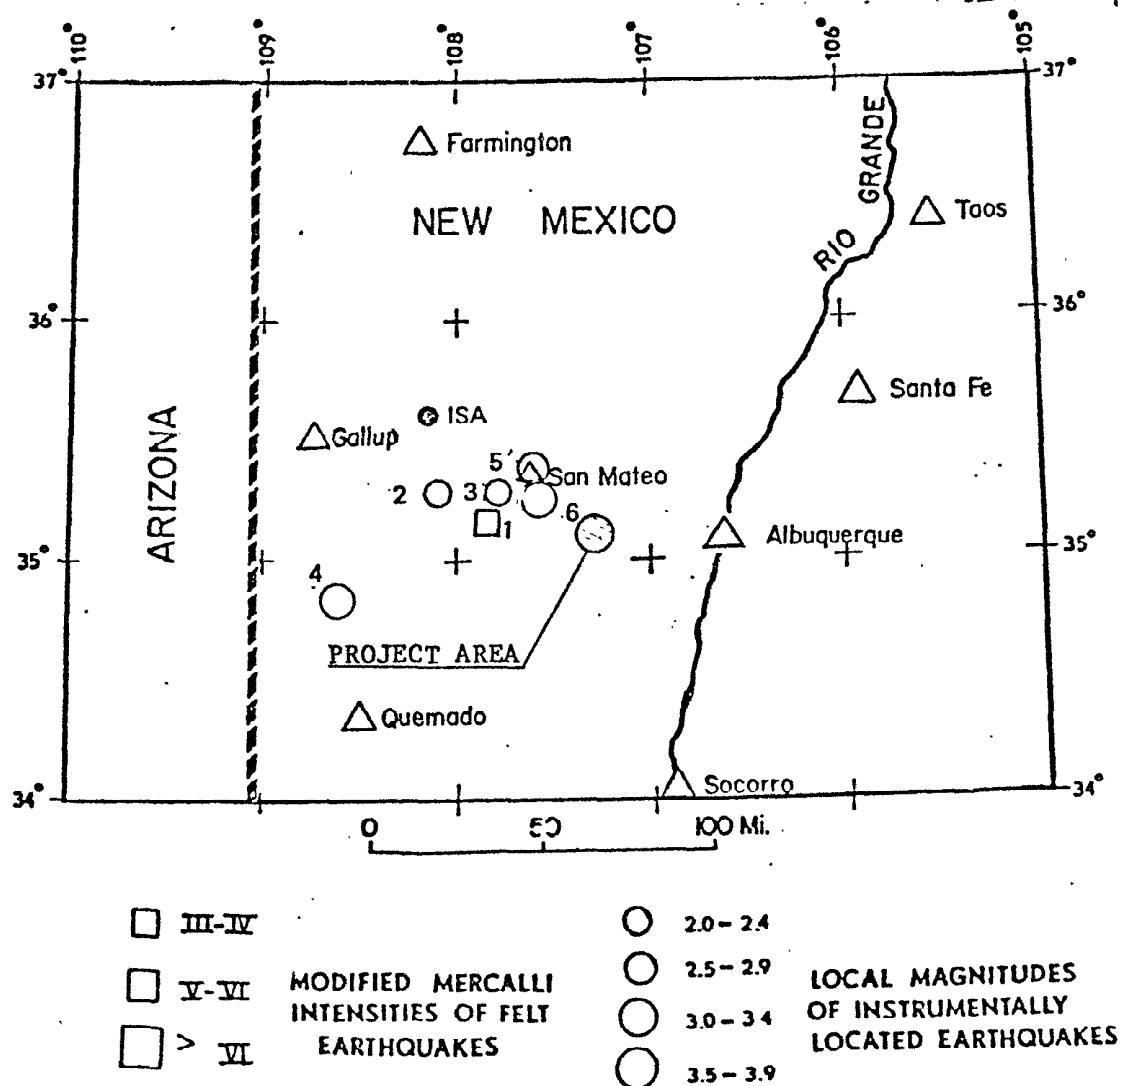 110°
109°
108°
107°
106°
105°
37°
37°
Farmington
NEW MEXICO
RIO GRANDE
Taos
36°
36°
Santa Fe
ISA
Gallup
ARIZONA
5
San Mateo
2
3
6
1
Albuquerque
35°
35°
4
PROJECT AREA
Quemado
34°
Socorro
34°
0 50 100 Mi.
III-IV
V-VI
> VI
MODIFIED MERCALLI
INTENSITIES OF FELT
EARTHQUAKES
2.0-2.4
2.5-2.9
3.0-3.4
3.5-3.9
LOCAL MAGNITUDES
OF INSTRUMENTALLY
LOCATED EARTHQUAKES